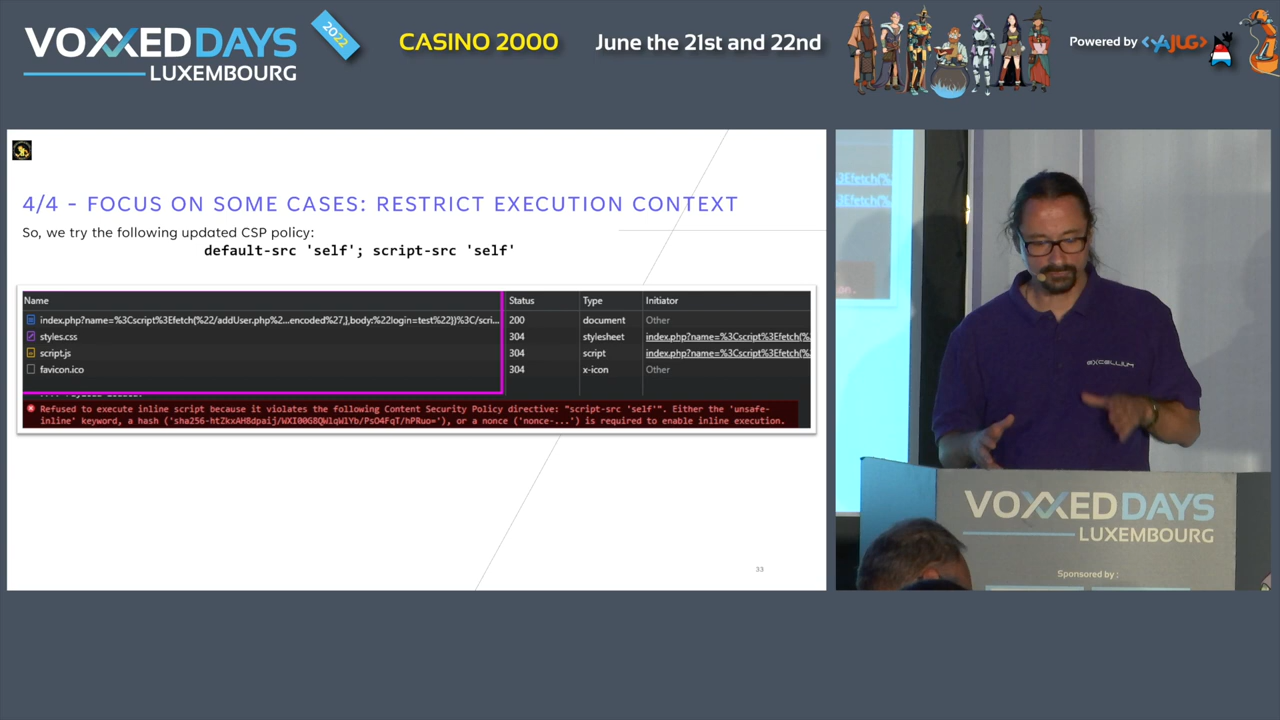 VOXXED DAYS
LUXEMBOURG
2022
CASINO 2000
June the 21st and 22nd
Powered by <YAJUG>
4/4 - FOCUS ON SOME CASES: RESTRICT EXECUTION CONTEXT
So, we try the following updated CSP policy:
default-src 'self'; script-src 'self'
Name Status Type Initiator
index.php?name=%3Cscript%3Efetch(%22/addUser.php%2...encoded%27,},body:%22login=test%22})%3C/scri... 200 document Other
styles.css 304 stylesheet index.php?name=%3Cscript%3Efetch(%
script.js 304 script index.php?name=%3Cscript%3Efetch(%
favicon.ico 304 x-icon Other
Refused to execute inline script because it violates the following Content Security Policy directive: "script-src 'self'". Either the 'unsafe-
inline' keyword, a hash ('sha256-htZkxAH8dpaij/WXI00G8QWlqWlYb/PsO4FqT/hPRuo='), or a nonce ('nonce-...') is required to enable inline execution.
33
EXCELLIUM
VOXXED DAYS
LUXEMBOURG
Sponsored by :